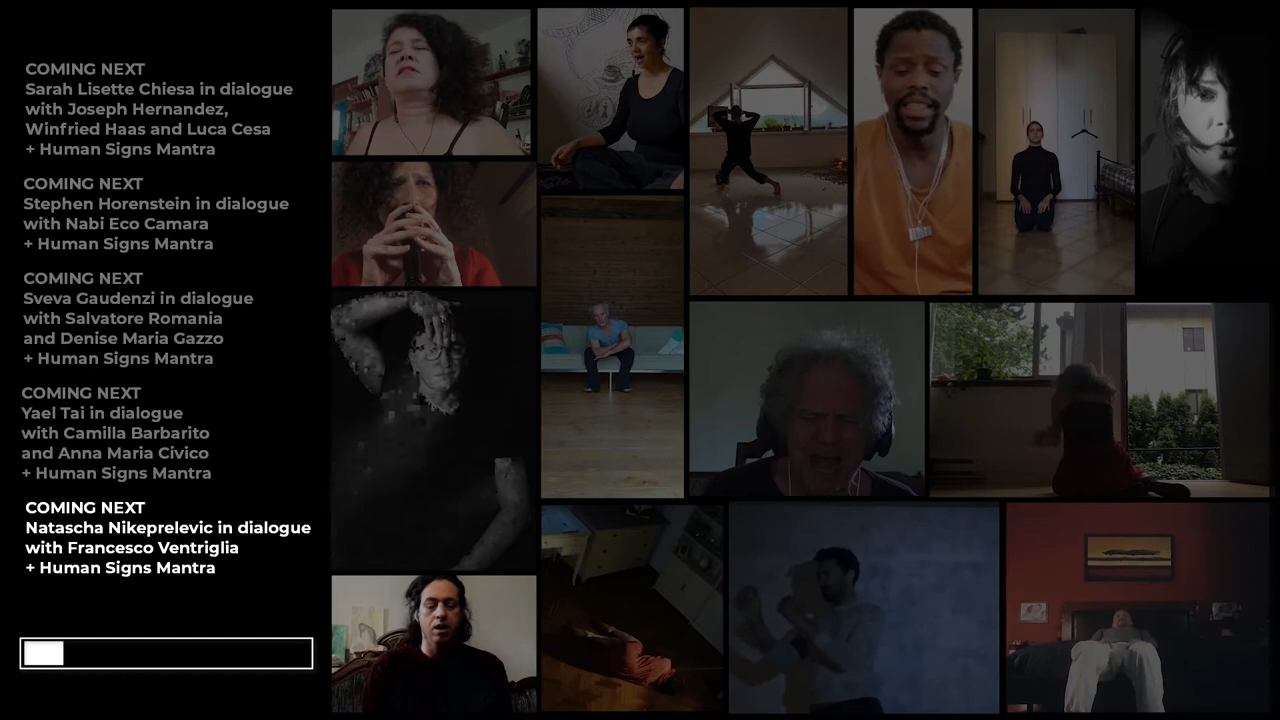 COMING NEXT
Sarah Lisette Chiesa in dialogue
with Joseph Hernandez,
Winfried Haas and Luca Cesa
+ Human Signs Mantra
COMING NEXT
Stephen Horenstein in dialogue
with Nabi Eco Camara
+ Human Signs Mantra
COMING NEXT
Sveva Gaudenzi in dialogue
with Salvatore Romania
and Denise Maria Gazzo
+ Human Signs Mantra
COMING NEXT
Yael Tai in dialogue
with Camilla Barbarito
and Anna Maria Civico
+ Human Signs Mantra
COMING NEXT
Natascha Nikeprelevic in dialogue
with Francesco Ventriglia
+ Human Signs Mantra